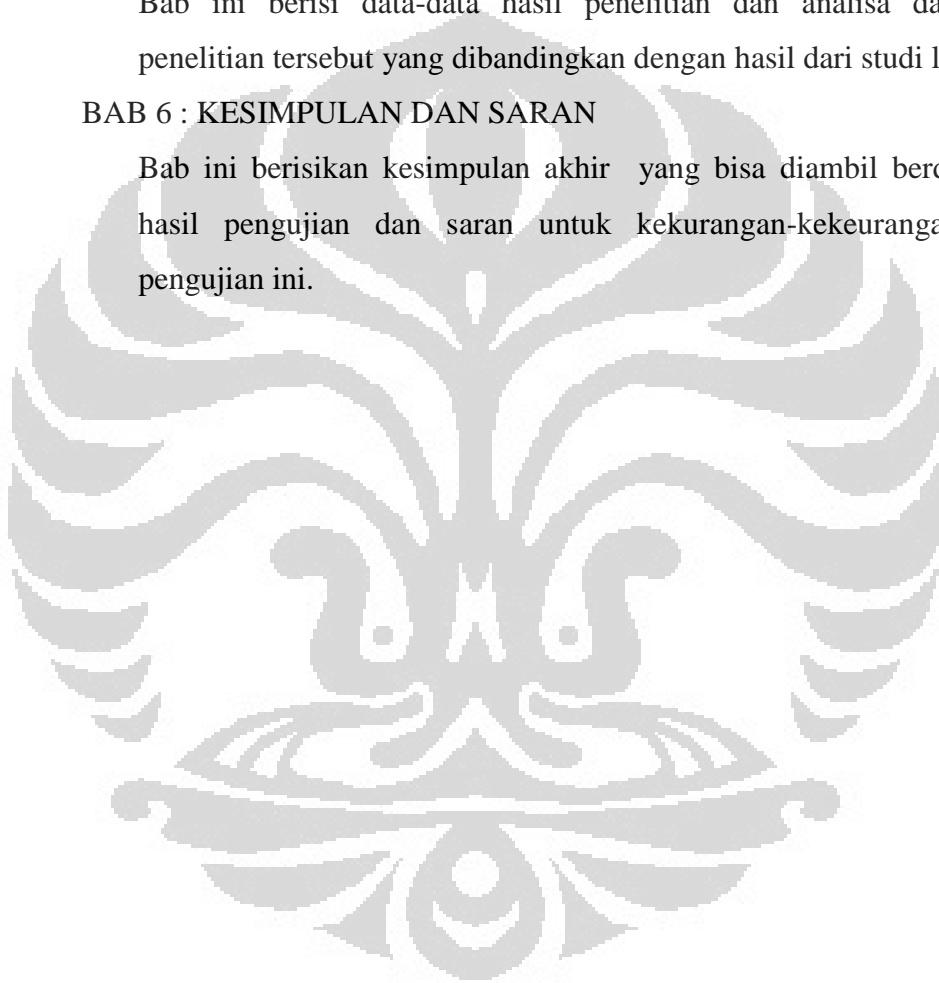 Bab ini berisi data-data hasil penelitian dan analisa da
penelitian tersebut yang dibandingkan dengan hasil dari studi l
BAB 6 : KESIMPULAN DAN SARAN
Bab ini berisikan kesimpulan akhir yang bisa diambil berd
hasil pengujian dan saran untuk kekurangan-kekeuranga
pengujian ini.